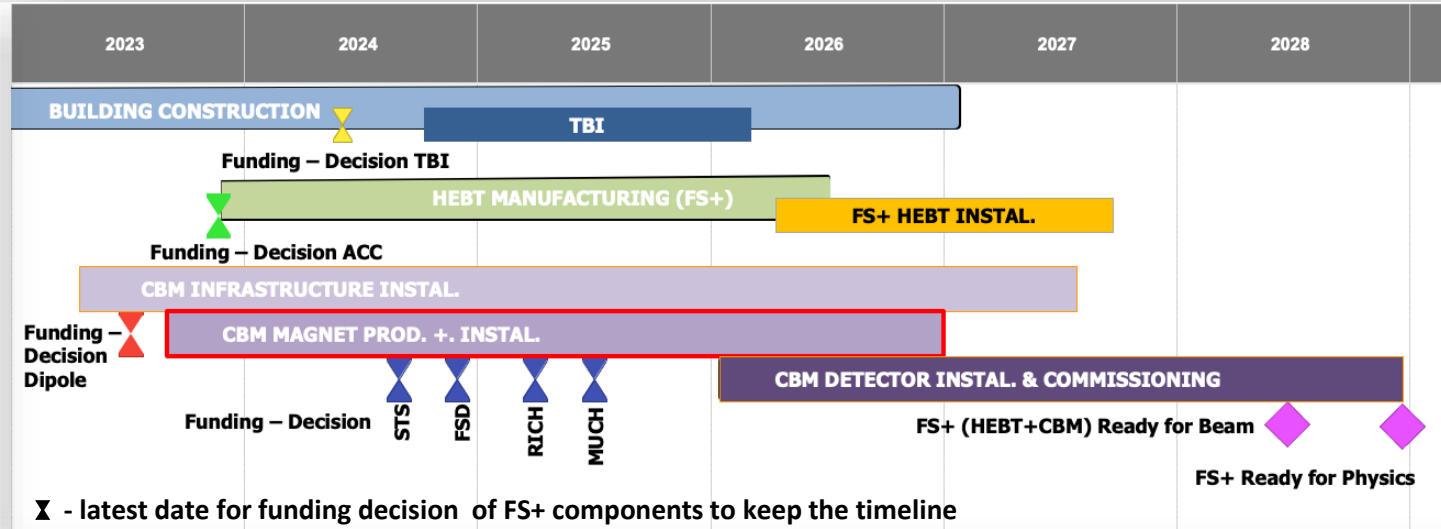 2023 2024 2025 2026 2027 2028
BUILDING CONSTRUCTION
TBI
Funding – Decision TBI
HEBT MANUFACTURING (FS+)
FS+ HEBT INSTAL.
Funding – Decision ACC
CBM INFRASTRUCTURE INSTAL.
Funding –
Decision
Dipole
CBM MAGNET PROD. +. INSTAL.
CBM DETECTOR INSTAL. & COMMISSIONING
Funding – Decision
STS
FSD
RICH
MUCH
FS+ (HEBT+CBM) Ready for Beam
FS+ Ready for Physics
- latest date for funding decision of FS+ components to keep the timeline